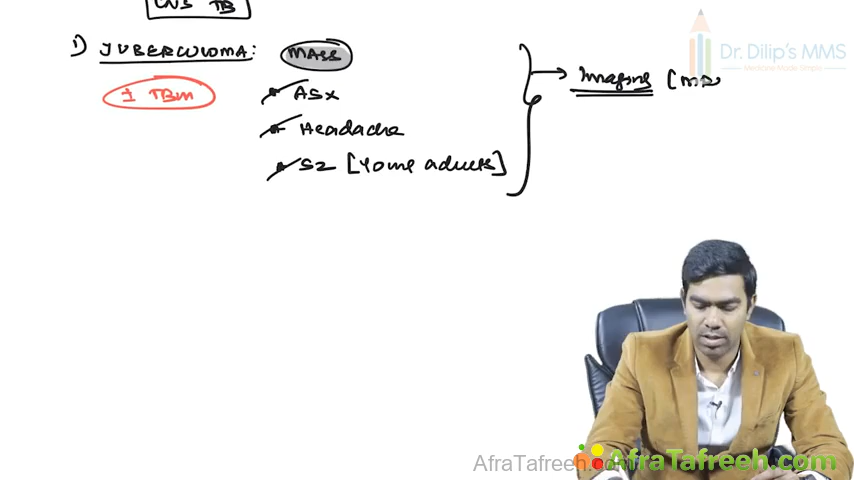 CNS TB
1) TUBERCULOMA: MASS
± TBM
ASx
Headache
Sz [Young adults]
Imaging [MR
Dr. Dilip's MMS
Medicine Made Simple
AfraTafreeh.com
AfraTafreeh.com